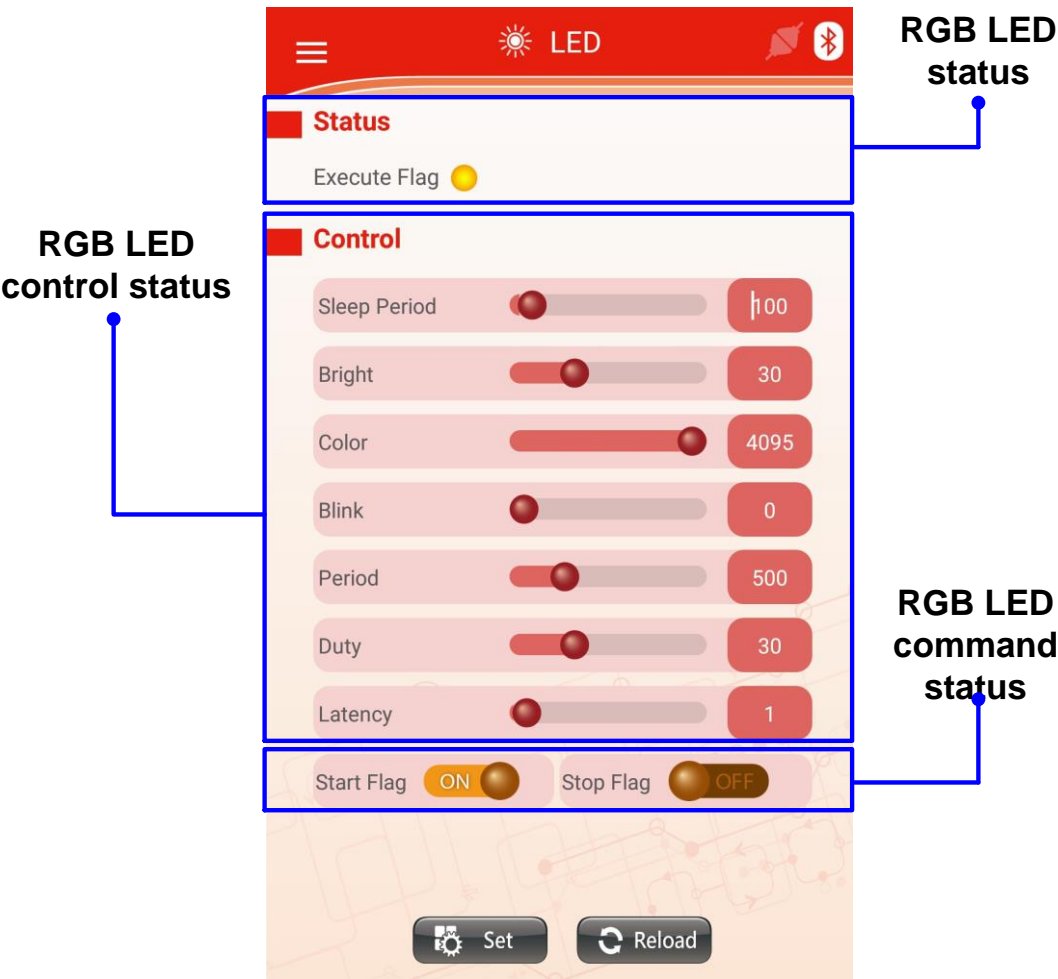 LED
RGB LED
status
Status
Execute Flag
RGB LED
control status
Control
Sleep Period 100
Bright 30
Color 4095
Blink 0
Period 500
Duty 30
Latency 1
RGB LED
command
status
Start Flag ON Stop Flag OFF
Set Reload